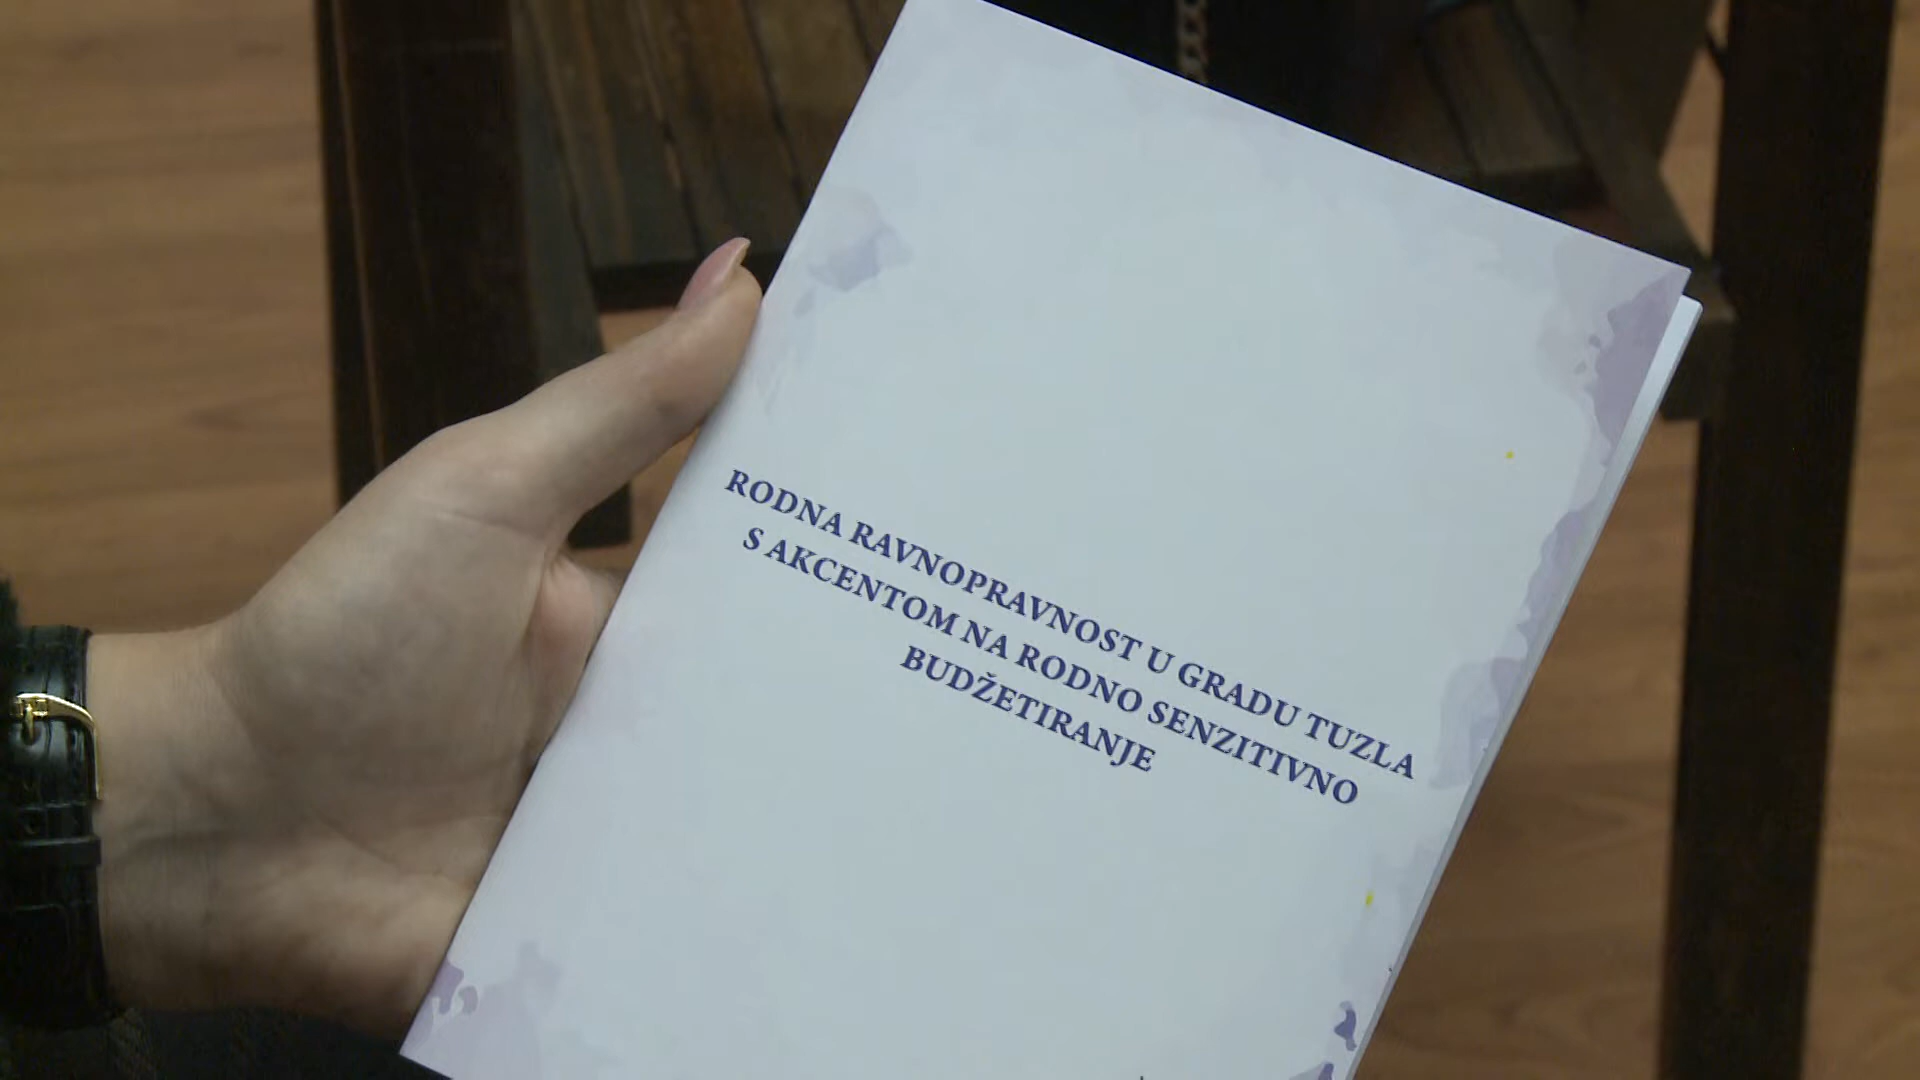 RODNA RAVNOPRAVNOST U GRADU TUZLA
S AKCENTOM NA RODNO SENZITIVNO
BUDŽETIRANJE